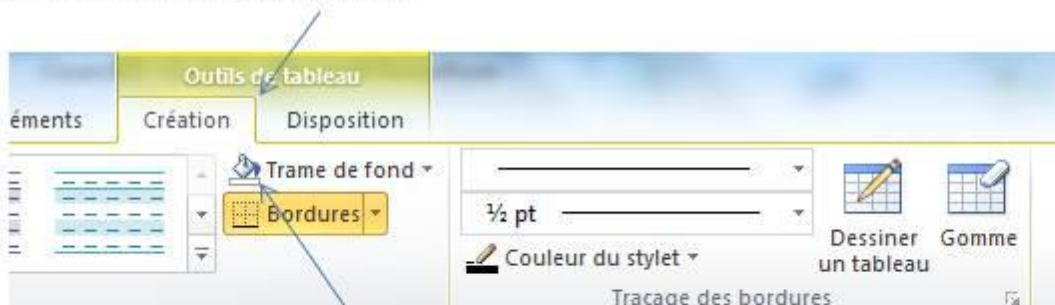 Outils de tableau
éments Création Disposition
Trame de fond
Bordures
½ pt
Couleur du stylet
Dessiner un tableau
Gomme
Traçage des bordures